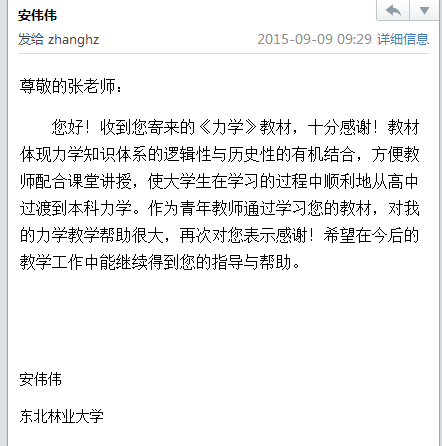 安伟伟
发给 zhanghz 2015-09-09 09:29 详细信息
尊敬的张老师：
您好！收到您寄来的《力学》教材，十分感谢！教材
体现力学知识体系的逻辑性与历史性的有机结合，方便教
师配合课堂讲授，使大学生在学习的过程中顺利地从高中
过渡到本科力学。作为青年教师通过学习您的教材，对我
的力学教学帮助很大，再次对您表示感谢！希望在今后的
教学工作中能继续得到您的指导与帮助。
安伟伟
东北林业大学